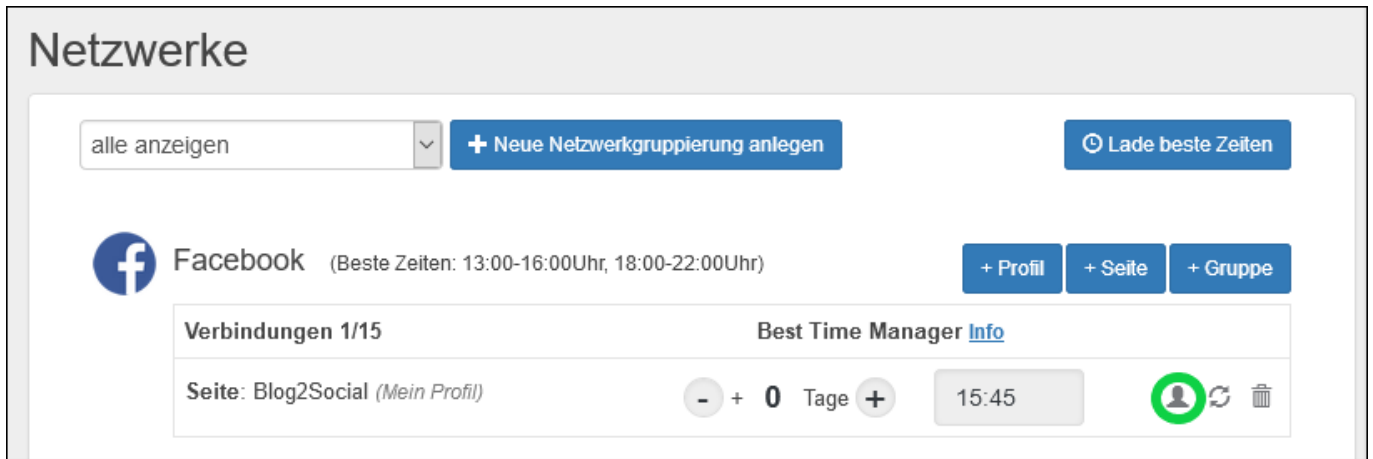 Netzwerke
alle anzeigen
+ Neue Netzwerkgruppierung anlegen
Lade beste Zeiten
Facebook (Beste Zeiten: 13:00-16:00Uhr, 18:00-22:00Uhr)
+ Profil
+ Seite
+ Gruppe
Verbindungen 1/15 Best Time Manager Info
Seite: Blog2Social (Mein Profil) - + 0 Tage + 15:45